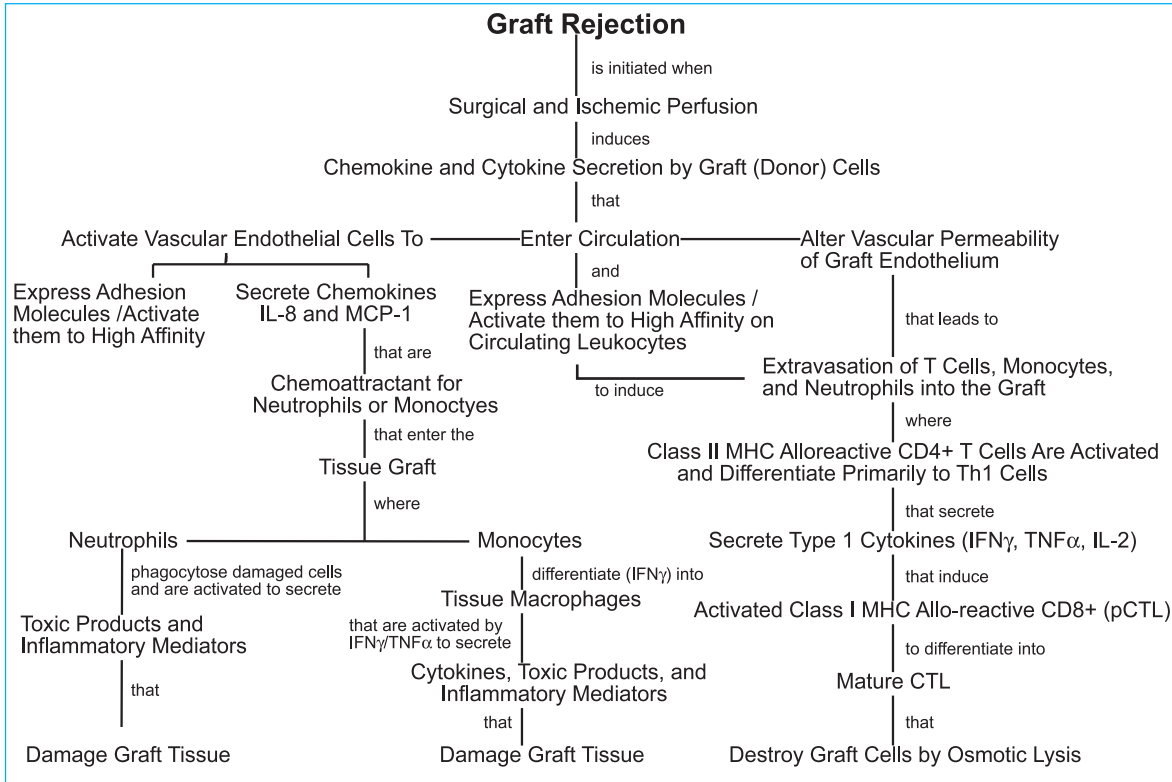 Graft Rejection
is initiated when
Surgical and Ischemic Perfusion
induces
Chemokine and Cytokine Secretion by Graft (Donor) Cells
that
Activate Vascular Endothelial Cells To
Enter Circulation
Alter Vascular Permeability
of Graft Endothelium
and
Express Adhesion
Molecules /Activate
them to High Affinity
Secrete Chemokines
IL-8 and MCP-1
Express Adhesion Molecules /
Activate them to High Affinity on
Circulating Leukocytes
that leads to
that are
to induce
Extravasation of T Cells, Monocytes,
and Neutrophils into the Graft
Chemoattractant for
Neutrophils or Monoctyes
where
that enter the
Class II MHC Alloreactive CD4+ T Cells Are Activated
and Differentiate Primarily to Th1 Cells
Tissue Graft
where
that secrete
Neutrophils
Monocytes
Secrete Type 1 Cytokines (IFNγ, TNFα, IL-2)
phagocytose damaged cells
and are activated to secrete
differentiate (IFNγ) into
that induce
Tissue Macrophages
Activated Class I MHC Allo-reactive CD8+ (pCTL)
Toxic Products and
Inflammatory Mediators
that are activated by
IFNγ/TNFα to secrete
to differentiate into
Cytokines, Toxic Products, and
Inflammatory Mediators
Mature CTL
that
that
that
Damage Graft Tissue
Damage Graft Tissue
Destroy Graft Cells by Osmotic Lysis